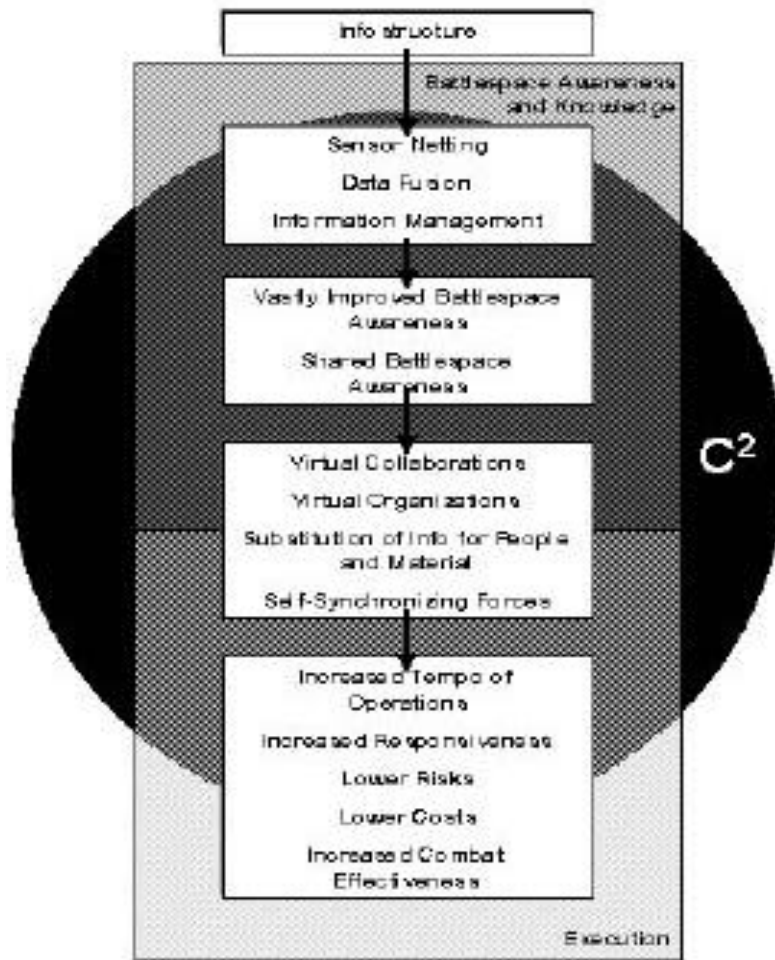 Infostructure
Battlespace Awareness
and Knowledge
Sensor Netting
Data Fusion
Information Management
Vastly Improved Battlespace
Awareness
Shared Battlespace
Awareness
C²
Virtual Collaborations
Virtual Organizations
Substitution of Info for People
and Material
Self-Synchronizing Forces
Increased Tempo of
Operations
Increased Responsiveness
Lower Risks
Lower Costs
Increased Combat
Effectiveness
Execution